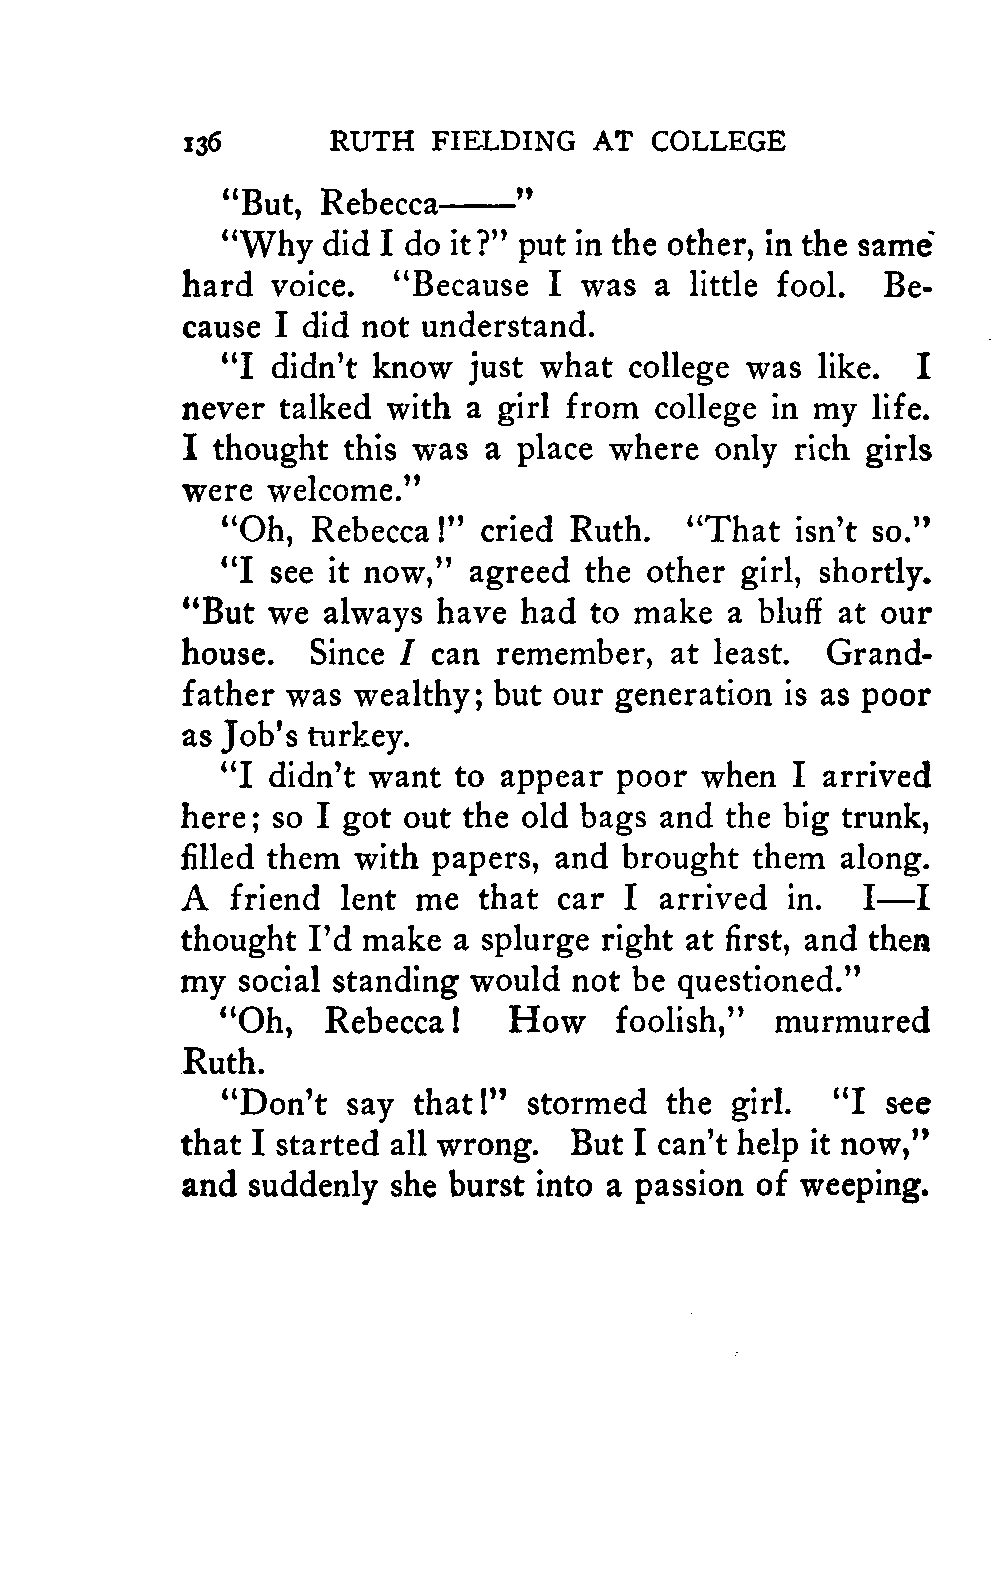 136 RUTH FIELDING AT COLLEGE
“But, Rebecca——”
“Why did I do it?” put in the other, in the same
hard voice. “Because I was a little fool. Be-
cause I did not understand.
“I didn’t know just what college was like. I
never talked with a girl from college in my life.
I thought this was a place where only rich girls
were welcome.”
“Oh, Rebecca!” cried Ruth. “That isn’t so.”
“I see it now,” agreed the other girl, shortly.
“But we always have had to make a bluff at our
house. Since I can remember, at least. Grand-
father was wealthy; but our generation is as poor
as Job’s turkey.
“I didn’t want to appear poor when I arrived
here; so I got out the old bags and the big trunk,
filled them with papers, and brought them along.
A friend lent me that car I arrived in. I—I
thought I’d make a splurge right at first, and then
my social standing would not be questioned.”
“Oh, Rebecca! How foolish,” murmured
Ruth.
“Don’t say that!” stormed the girl. “I see
that I started all wrong. But I can’t help it now,”
and suddenly she burst into a passion of weeping.